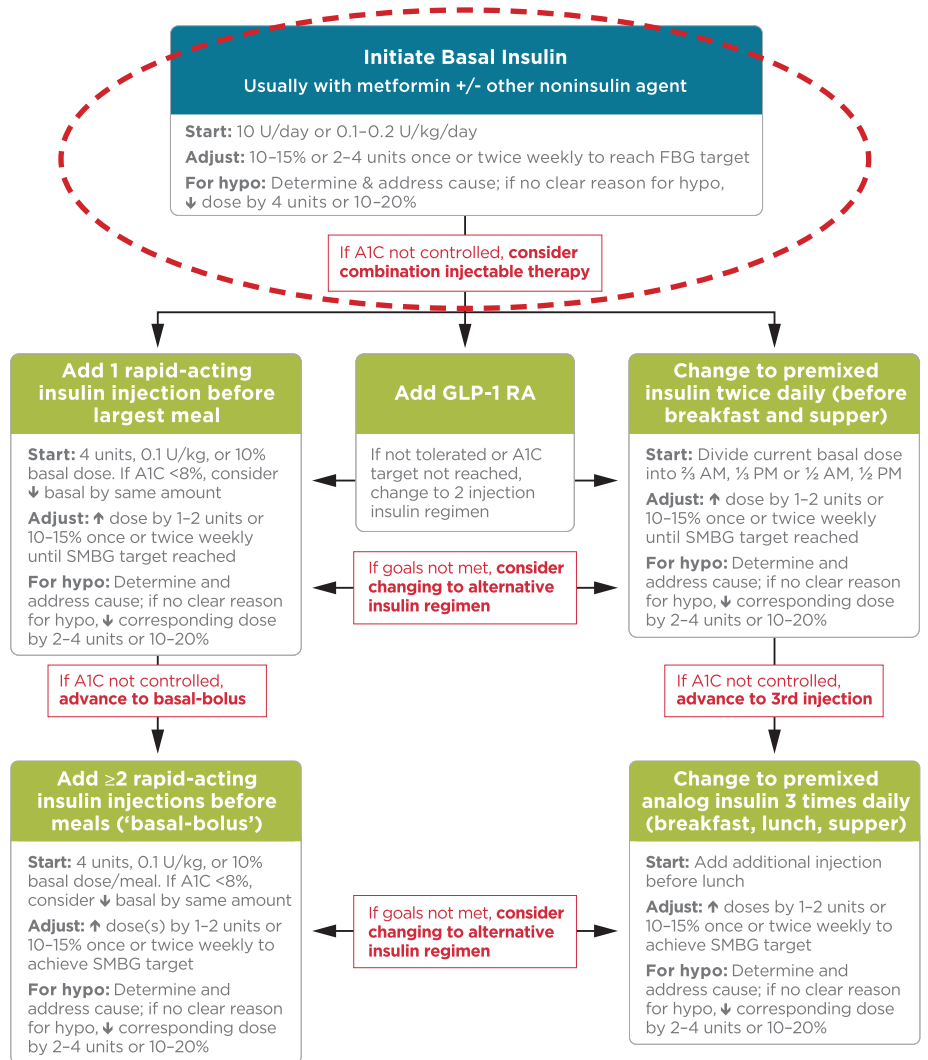 Initiate Basal Insulin
Usually with metformin +/- other noninsulin agent
Start: 10 U/day or 0.1–0.2 U/kg/day
Adjust: 10–15% or 2–4 units once or twice weekly to reach FBG target
For hypo: Determine & address cause; if no clear reason for hypo,
↓ dose by 4 units or 10–20%
If A1C not controlled, consider
combination injectable therapy
Add 1 rapid-acting
insulin injection before
largest meal
Start: 4 units, 0.1 U/kg, or 10%
basal dose. If A1C <8%, consider
↓ basal by same amount
Adjust: ↑ dose by 1–2 units or
10–15% once or twice weekly
until SMBG target reached
For hypo: Determine and
address cause; if no clear reason
for hypo, ↓ corresponding dose
by 2–4 units or 10–20%
Add GLP-1 RA
If not tolerated or A1C
target not reached,
change to 2 injection
insulin regimen
Change to premixed
insulin twice daily (before
breakfast and supper)
Start: Divide current basal dose
into ⅔ AM, ⅓ PM or ½ AM, ½ PM
Adjust: ↑ dose by 1–2 units or
10–15% once or twice weekly
until SMBG target reached
For hypo: Determine and
address cause; if no clear reason
for hypo, ↓ corresponding dose
by 2–4 units or 10–20%
If goals not met, consider
changing to alternative
insulin regimen
If A1C not controlled,
advance to basal-bolus
If A1C not controlled,
advance to 3rd injection
Add ≥2 rapid-acting
insulin injections before
meals (‘basal-bolus’)
Start: 4 units, 0.1 U/kg, or 10%
basal dose/meal. If A1C <8%,
consider ↓ basal by same amount
Adjust: ↑ dose(s) by 1–2 units or
10–15% once or twice weekly to
achieve SMBG target
For hypo: Determine and
address cause; if no clear reason
for hypo, ↓ corresponding dose
by 2–4 units or 10–20%
If goals not met, consider
changing to alternative
insulin regimen
Change to premixed
analog insulin 3 times daily
(breakfast, lunch, supper)
Start: Add additional injection
before lunch
Adjust: ↑ doses by 1–2 units or
10–15% once or twice weekly to
achieve SMBG target
For hypo: Determine and
address cause; if no clear reason
for hypo, ↓ corresponding dose
by 2–4 units or 10–20%